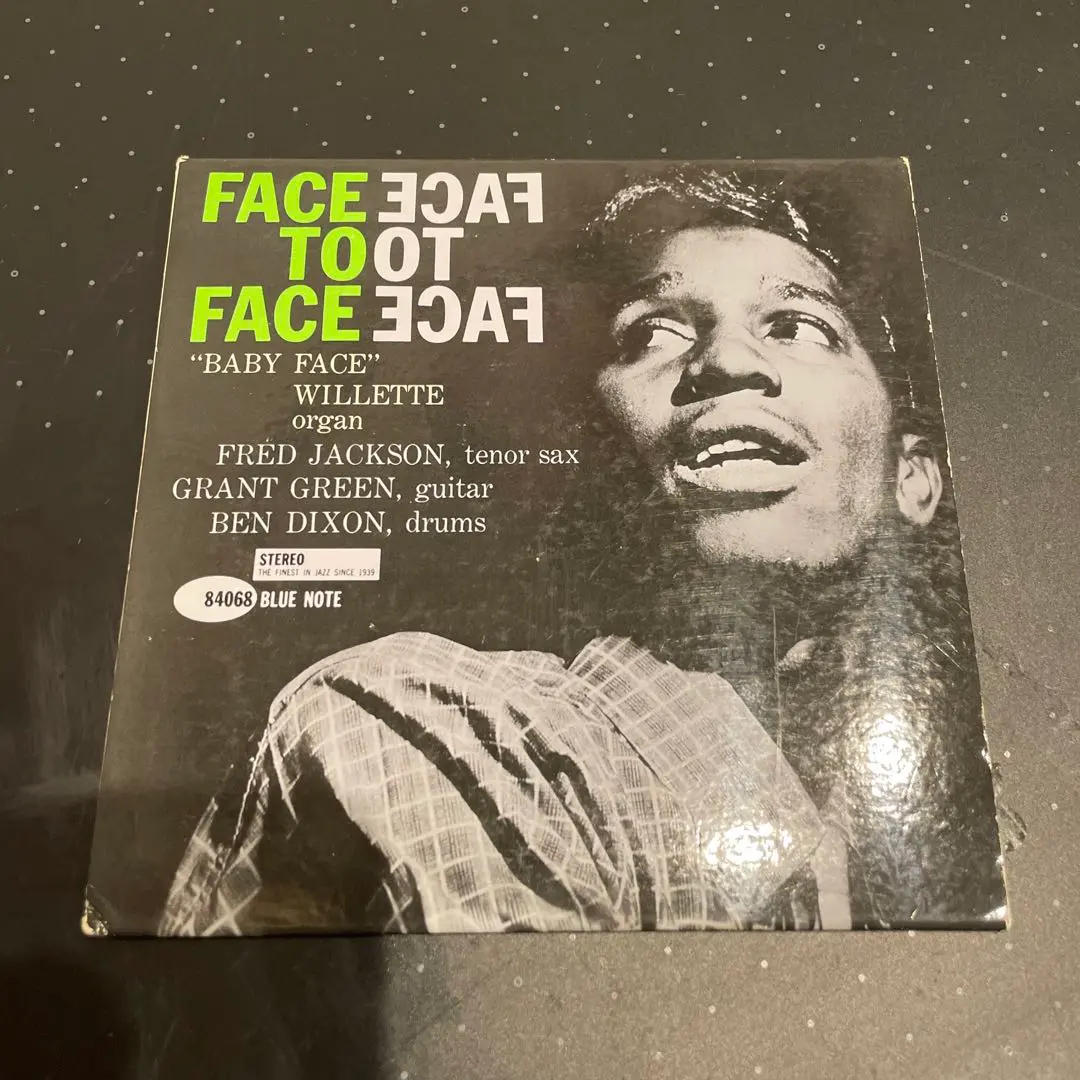 FACE FACE
TO TO
FACE FACE
“BABY FACE”
WILLETTE
organ
FRED JACKSON, tenor sax
GRANT GREEN, guitar
BEN DIXON, drums
STEREO
THE FINEST IN JAZZ SINCE 1939
84068 BLUE NOTE